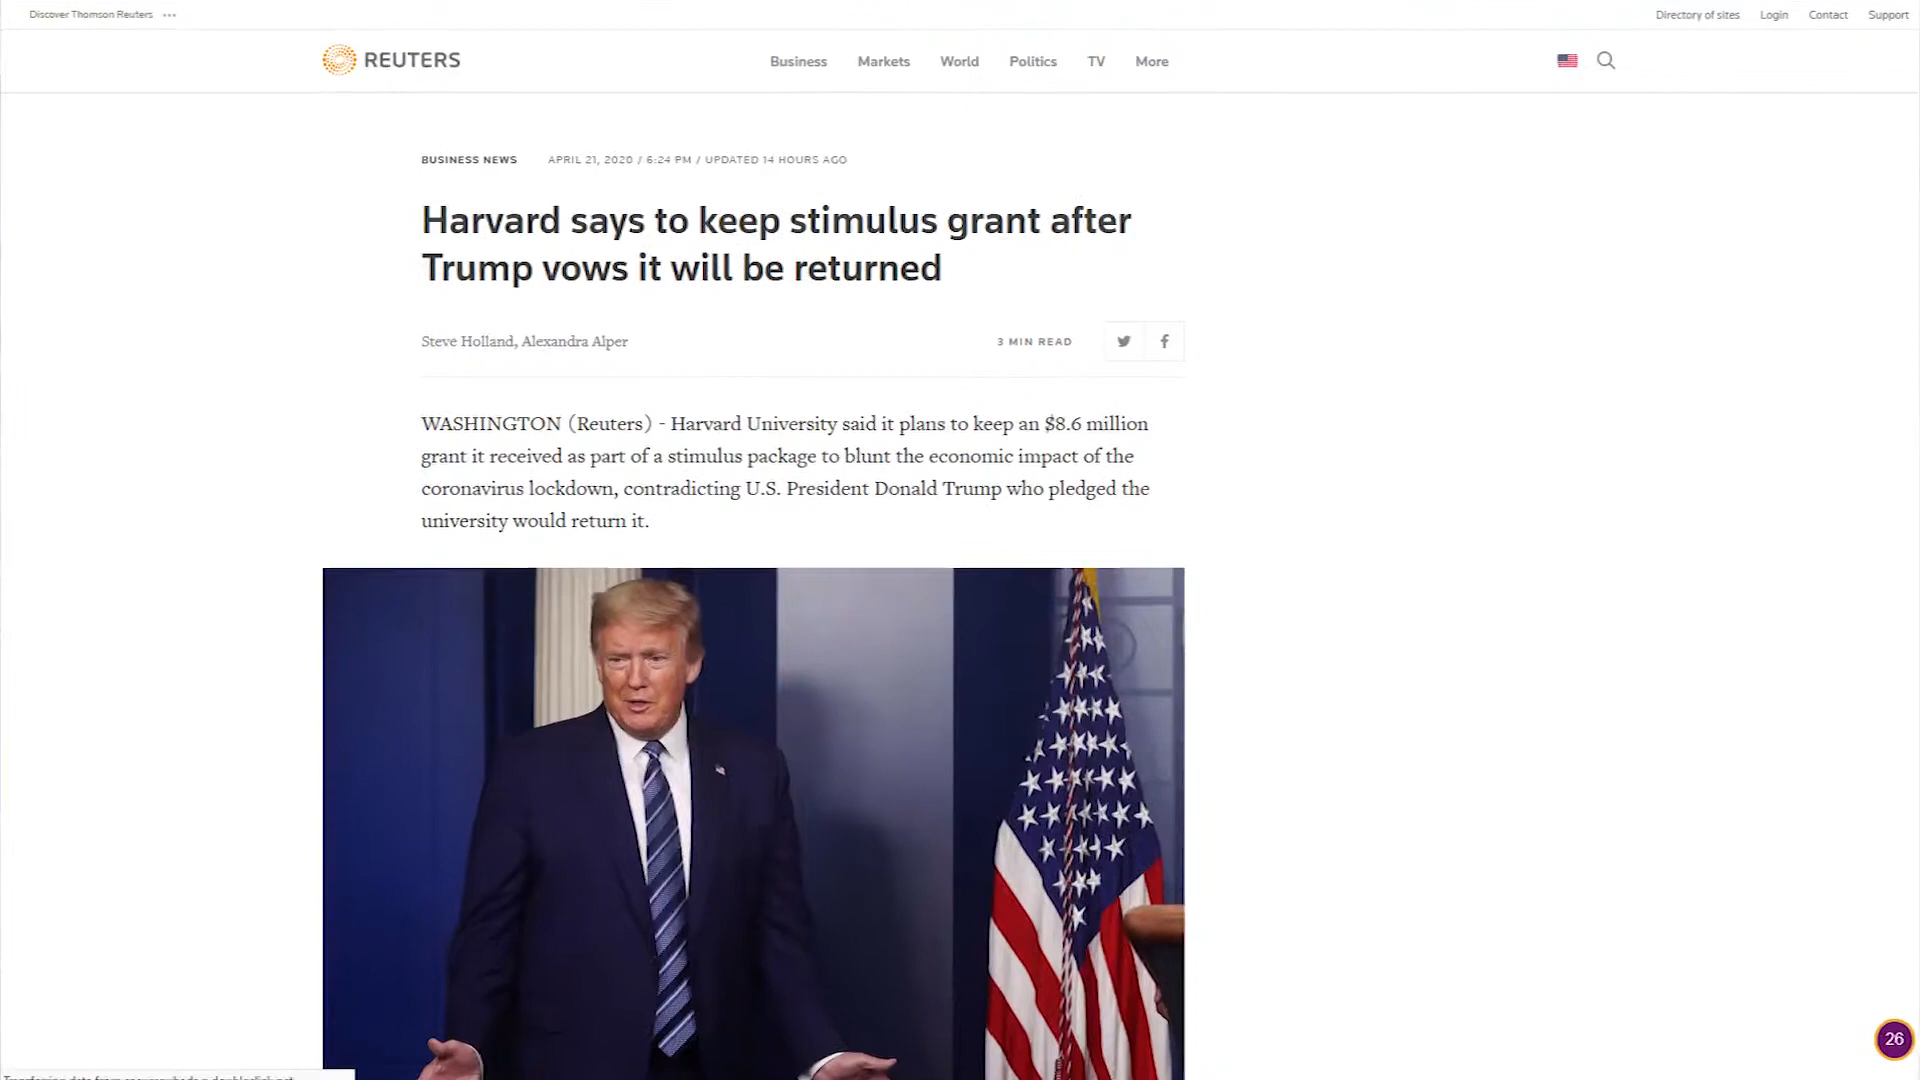 Discover Thomson Reuters ...
Directory of sites Login Contact Support
REUTERS
Business Markets World Politics TV More
BUSINESS NEWS APRIL 21, 2020 / 6:24 PM / UPDATED 14 HOURS AGO
Harvard says to keep stimulus grant after
Trump vows it will be returned
Steve Holland, Alexandra Alper
3 MIN READ
WASHINGTON (Reuters) - Harvard University said it plans to keep an $8.6 million
grant it received as part of a stimulus package to blunt the economic impact of the
coronavirus lockdown, contradicting U.S. President Donald Trump who pledged the
university would return it.
26